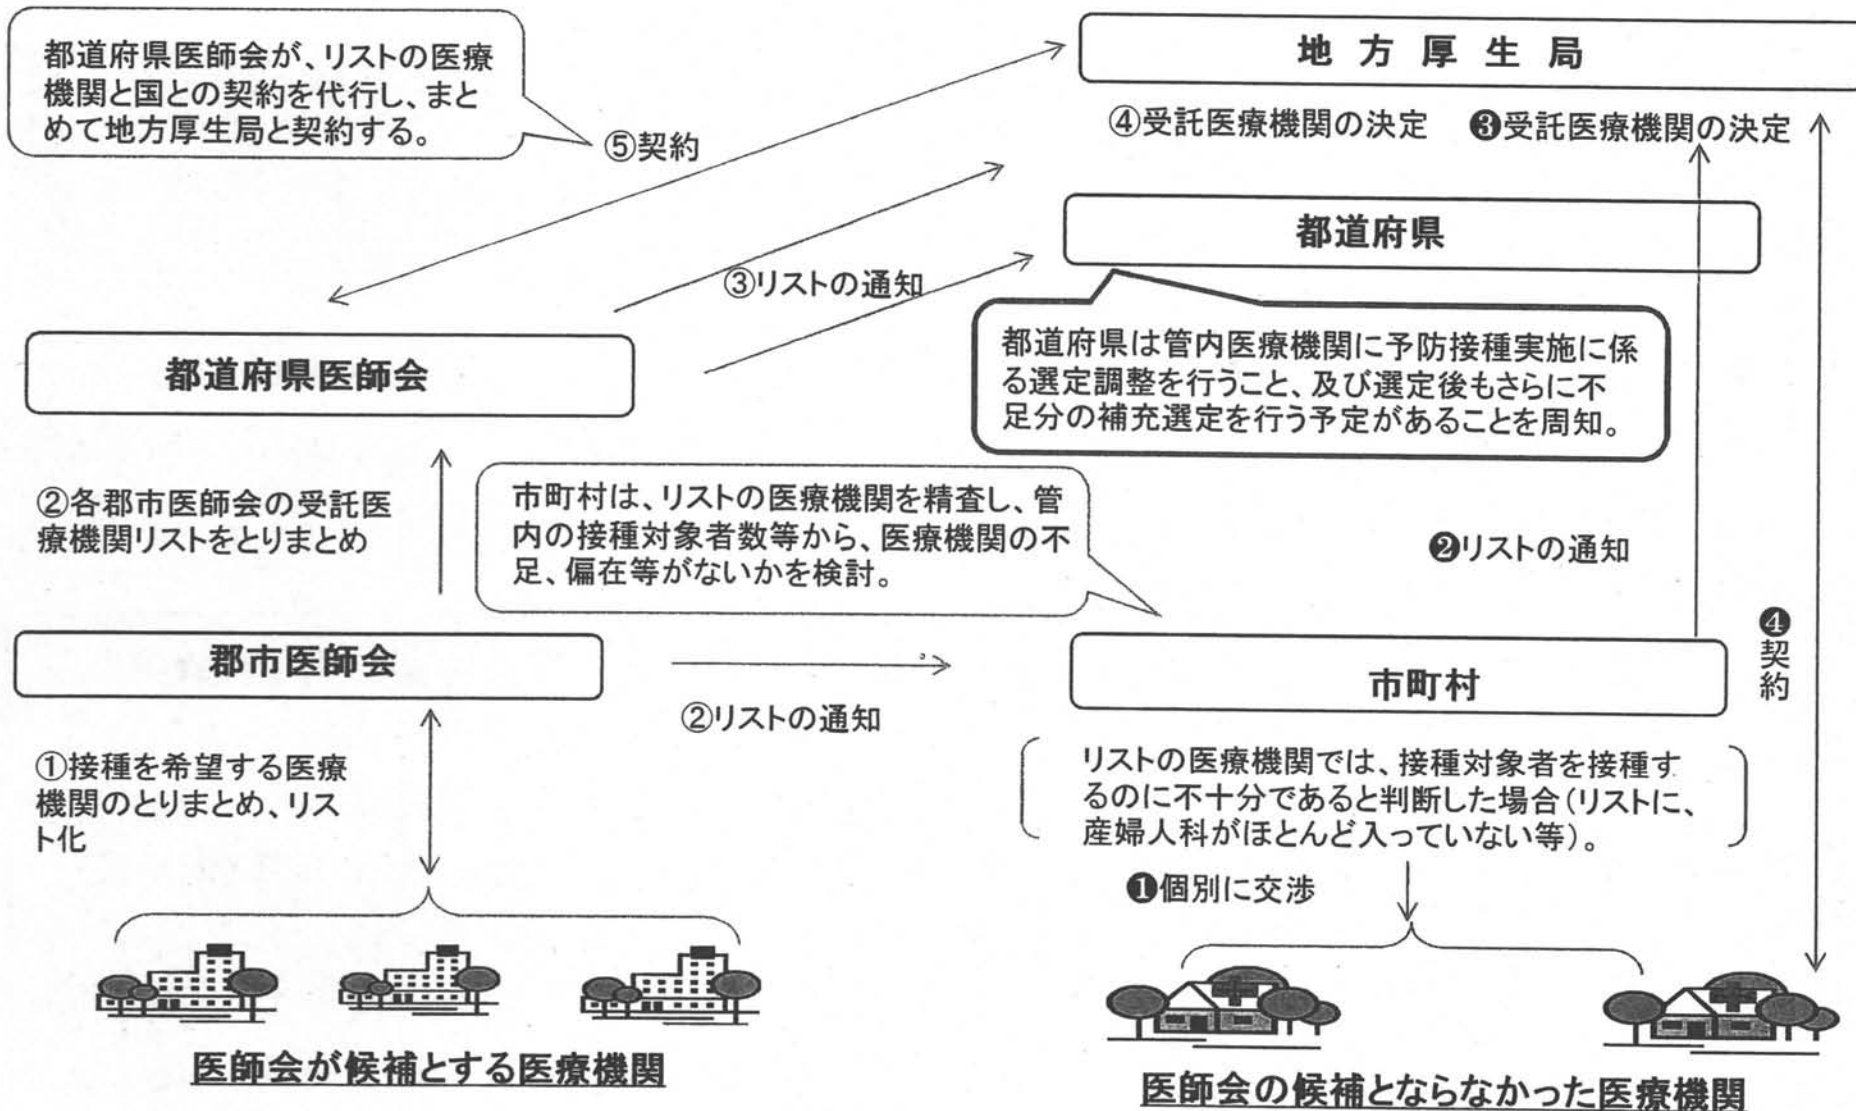 都道府県医師会が、リストの医療
機関と国との契約を代行し、まと
めて地方厚生局と契約する。
地方厚生局
④受託医療機関の決定
❸受託医療機関の決定
⑤契約
都道府県
③リストの通知
都道府県医師会
都道府県は管内医療機関に予防接種実施に係
る選定調整を行うこと、及び選定後もさらに不
足分の補充選定を行う予定があることを周知。
②各郡市医師会の受託医
療機関リストをとりまとめ
市町村は、リストの医療機関を精査し、管
内の接種対象者数等から、医療機関の不
足、偏在等がないかを検討。
❷リストの通知
❹契約
郡市医師会
②リストの通知
市町村
①接種を希望する医療
機関のとりまとめ、リス
ト化
リストの医療機関では、接種対象者を接種す
るのに不十分であると判断した場合(リストに、
産婦人科がほとんど入っていない等)。
❶個別に交渉
医師会が候補とする医療機関
医師会の候補とならなかった医療機関